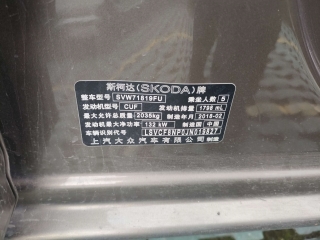 斯柯达(SKODA)牌
整车型号 SVW71819FU 乘坐人数 5
发动机型号 CUF 发动机排量 1798 mL
最大允许总质量 2035kg 制造年月 2018-02
发动机最大净功率 132 kW 制造国 中国
车辆识别代号 LSVCF6NP0JN019827
上汽大众汽车有限公司 制造